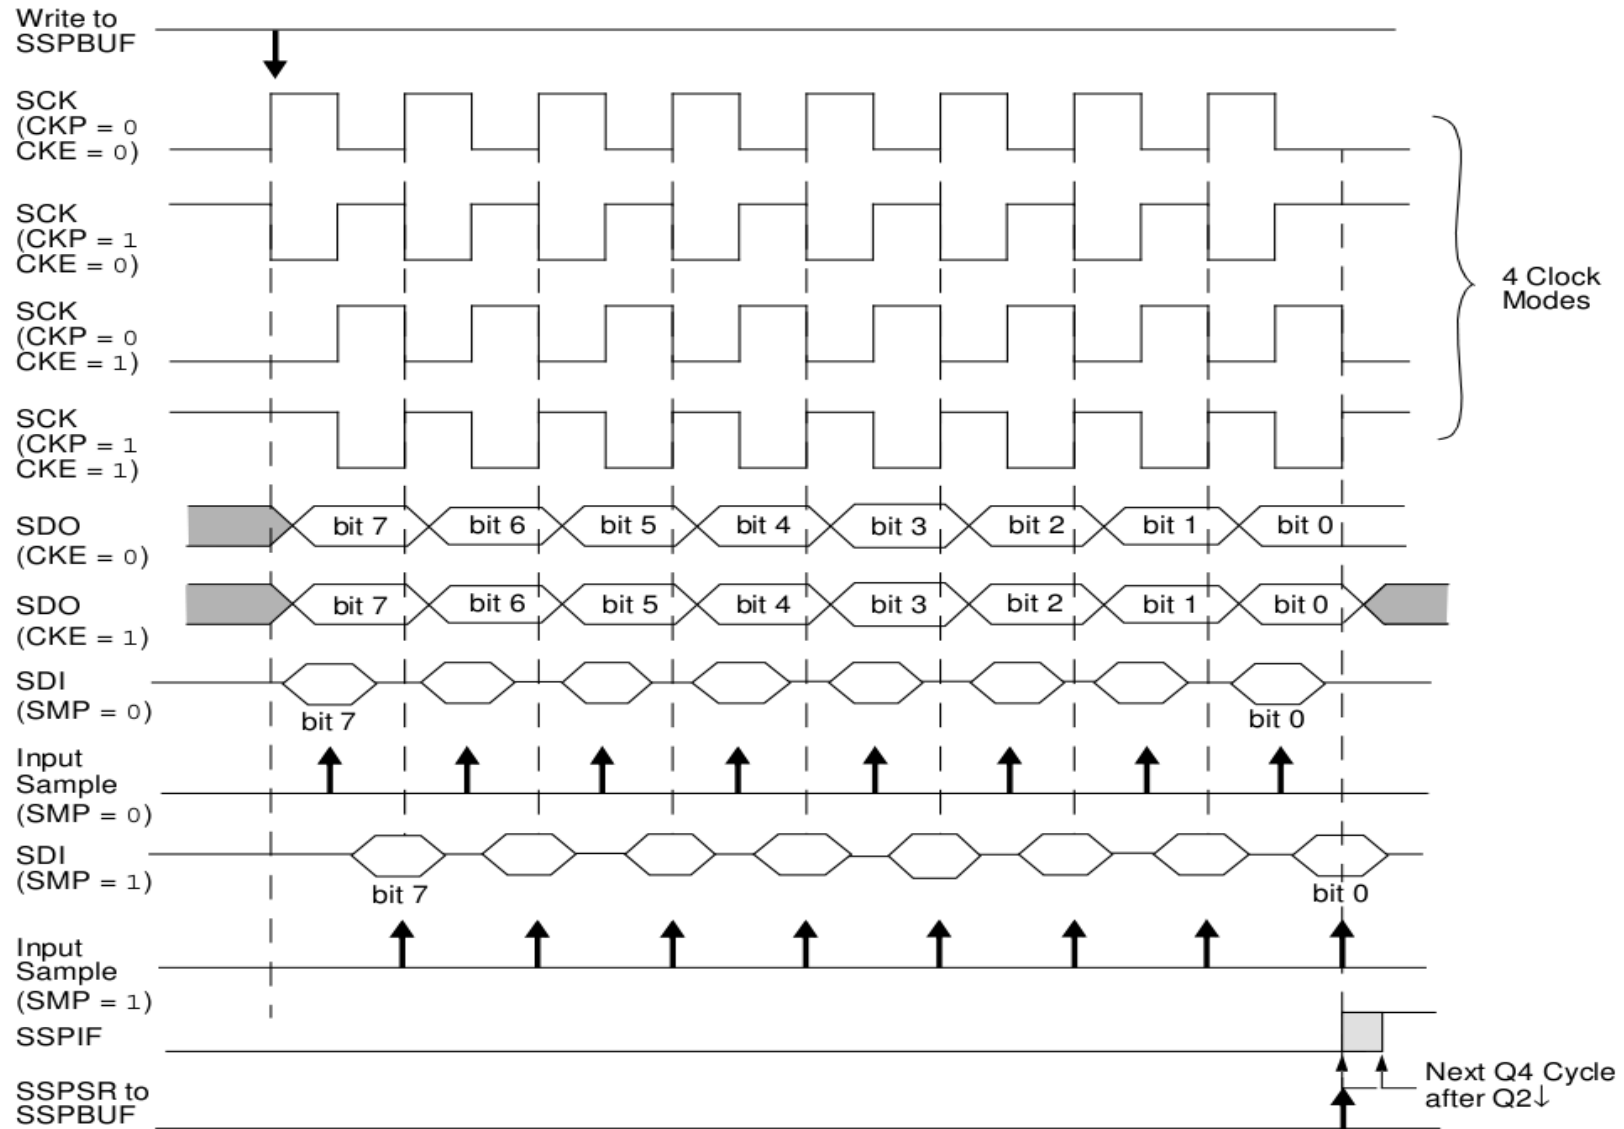 Write to
SSPBUF
SCK
(CKP = 0
CKE = 0)
SCK
(CKP = 1
CKE = 0)
SCK
(CKP = 0
CKE = 1)
SCK
(CKP = 1
CKE = 1)
4 Clock
Modes
SDO
(CKE = 0)
bit 7 bit 6 bit 5 bit 4 bit 3 bit 2 bit 1 bit 0
SDO
(CKE = 1)
bit 7 bit 6 bit 5 bit 4 bit 3 bit 2 bit 1 bit 0
SDI
(SMP = 0)
bit 7 bit 0
Input
Sample
(SMP = 0)
SDI
(SMP = 1)
bit 7 bit 0
Input
Sample
(SMP = 1)
SSPIF
SSPSR to
SSPBUF
Next Q4 Cycle
after Q2↓